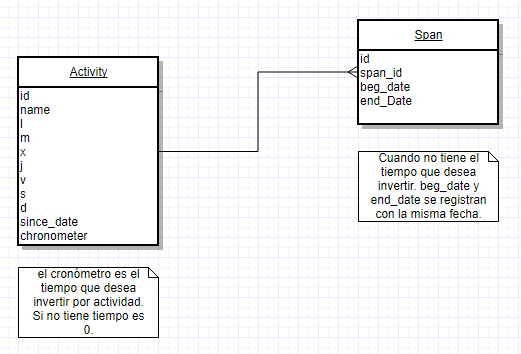 Activity
id
name
l
m
x
j
v
s
d
since_date
chronometer
el cronómetro es el
tiempo que desea
invertir por actividad.
Si no tiene tiempo es
0.
Span
id
span_id
beg_date
end_Date
Cuando no tiene el
tiempo que desea
invertir. beg_date y
end_date se registran
con la misma fecha.